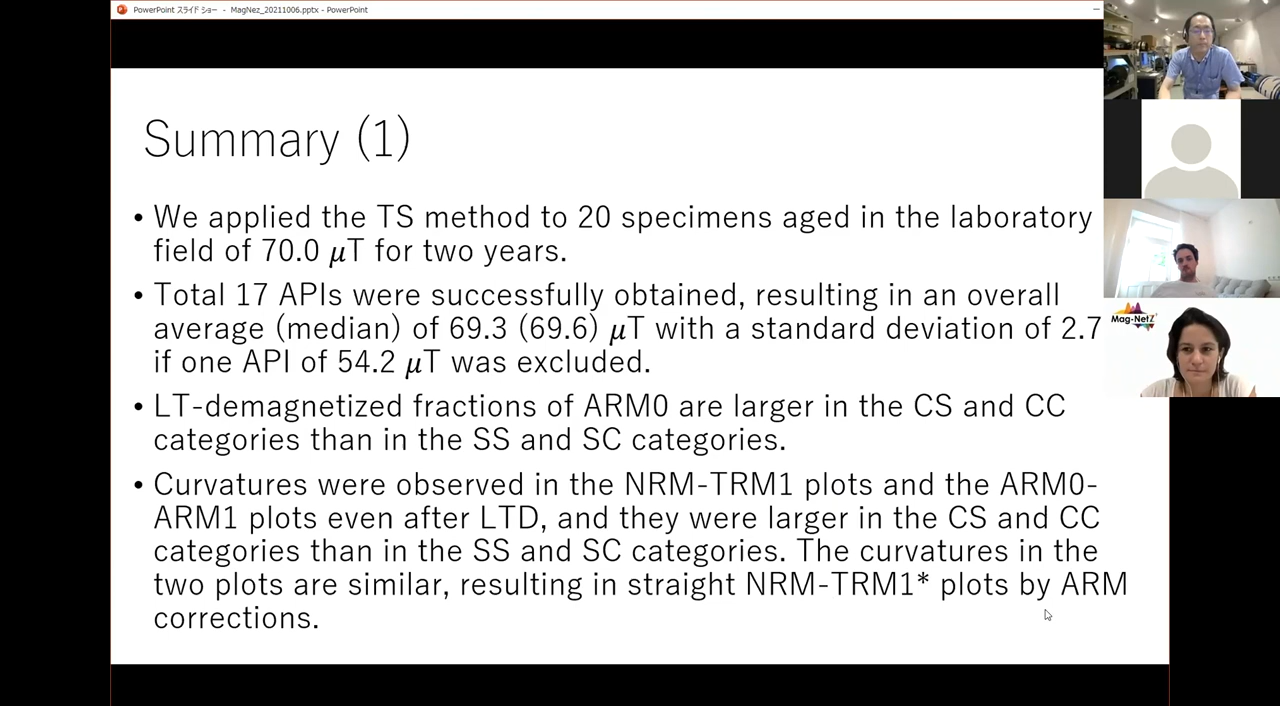 PowerPoint スライド ショー - MagNez_20211006.pptx - PowerPoint
Summary (1)
• We applied the TS method to 20 specimens aged in the laboratory
field of 70.0 μT for two years.
• Total 17 APIs were successfully obtained, resulting in an overall
average (median) of 69.3 (69.6) μT with a standard deviation of 2.7
if one API of 54.2 μT was excluded.
• LT-demagnetized fractions of ARM0 are larger in the CS and CC
categories than in the SS and SC categories.
• Curvatures were observed in the NRM-TRM1 plots and the ARM0-
ARM1 plots even after LTD, and they were larger in the CS and CC
categories than in the SS and SC categories. The curvatures in the
two plots are similar, resulting in straight NRM-TRM1* plots by ARM
corrections.
Mag-NetZ